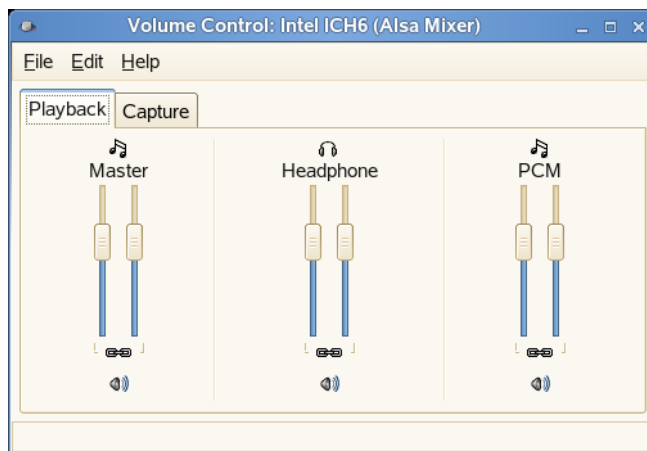 Volume Control: Intel ICH6 (Alsa Mixer)
File Edit Help
Playback Capture
Master Headphone PCM